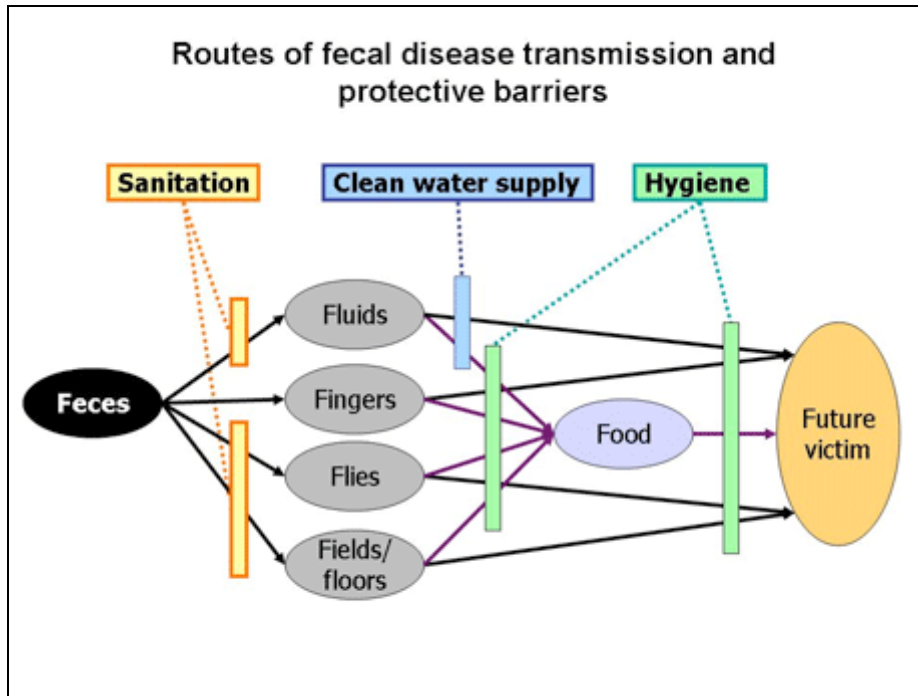 Routes of fecal disease transmission and
protective barriers
Sanitation
Clean water supply
Hygiene
Fluids
Feces
Fingers
Food
Future
victim
Flies
Fields/
floors